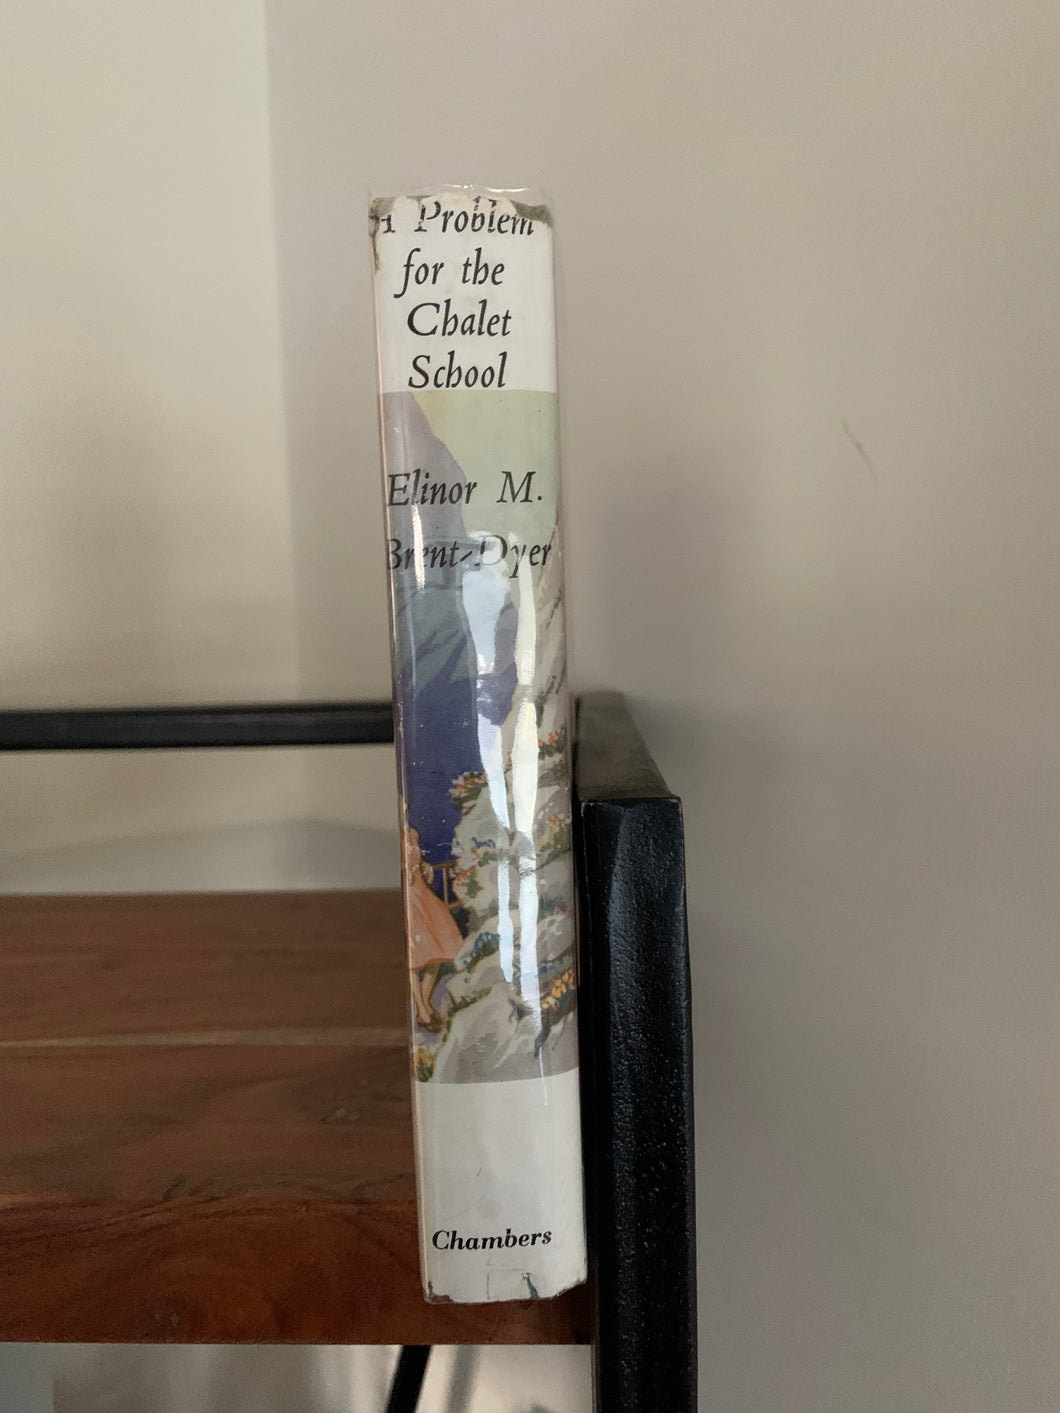 A Problem
for the
Chalet
School
Elinor M.
Brent-Dyer
Chambers